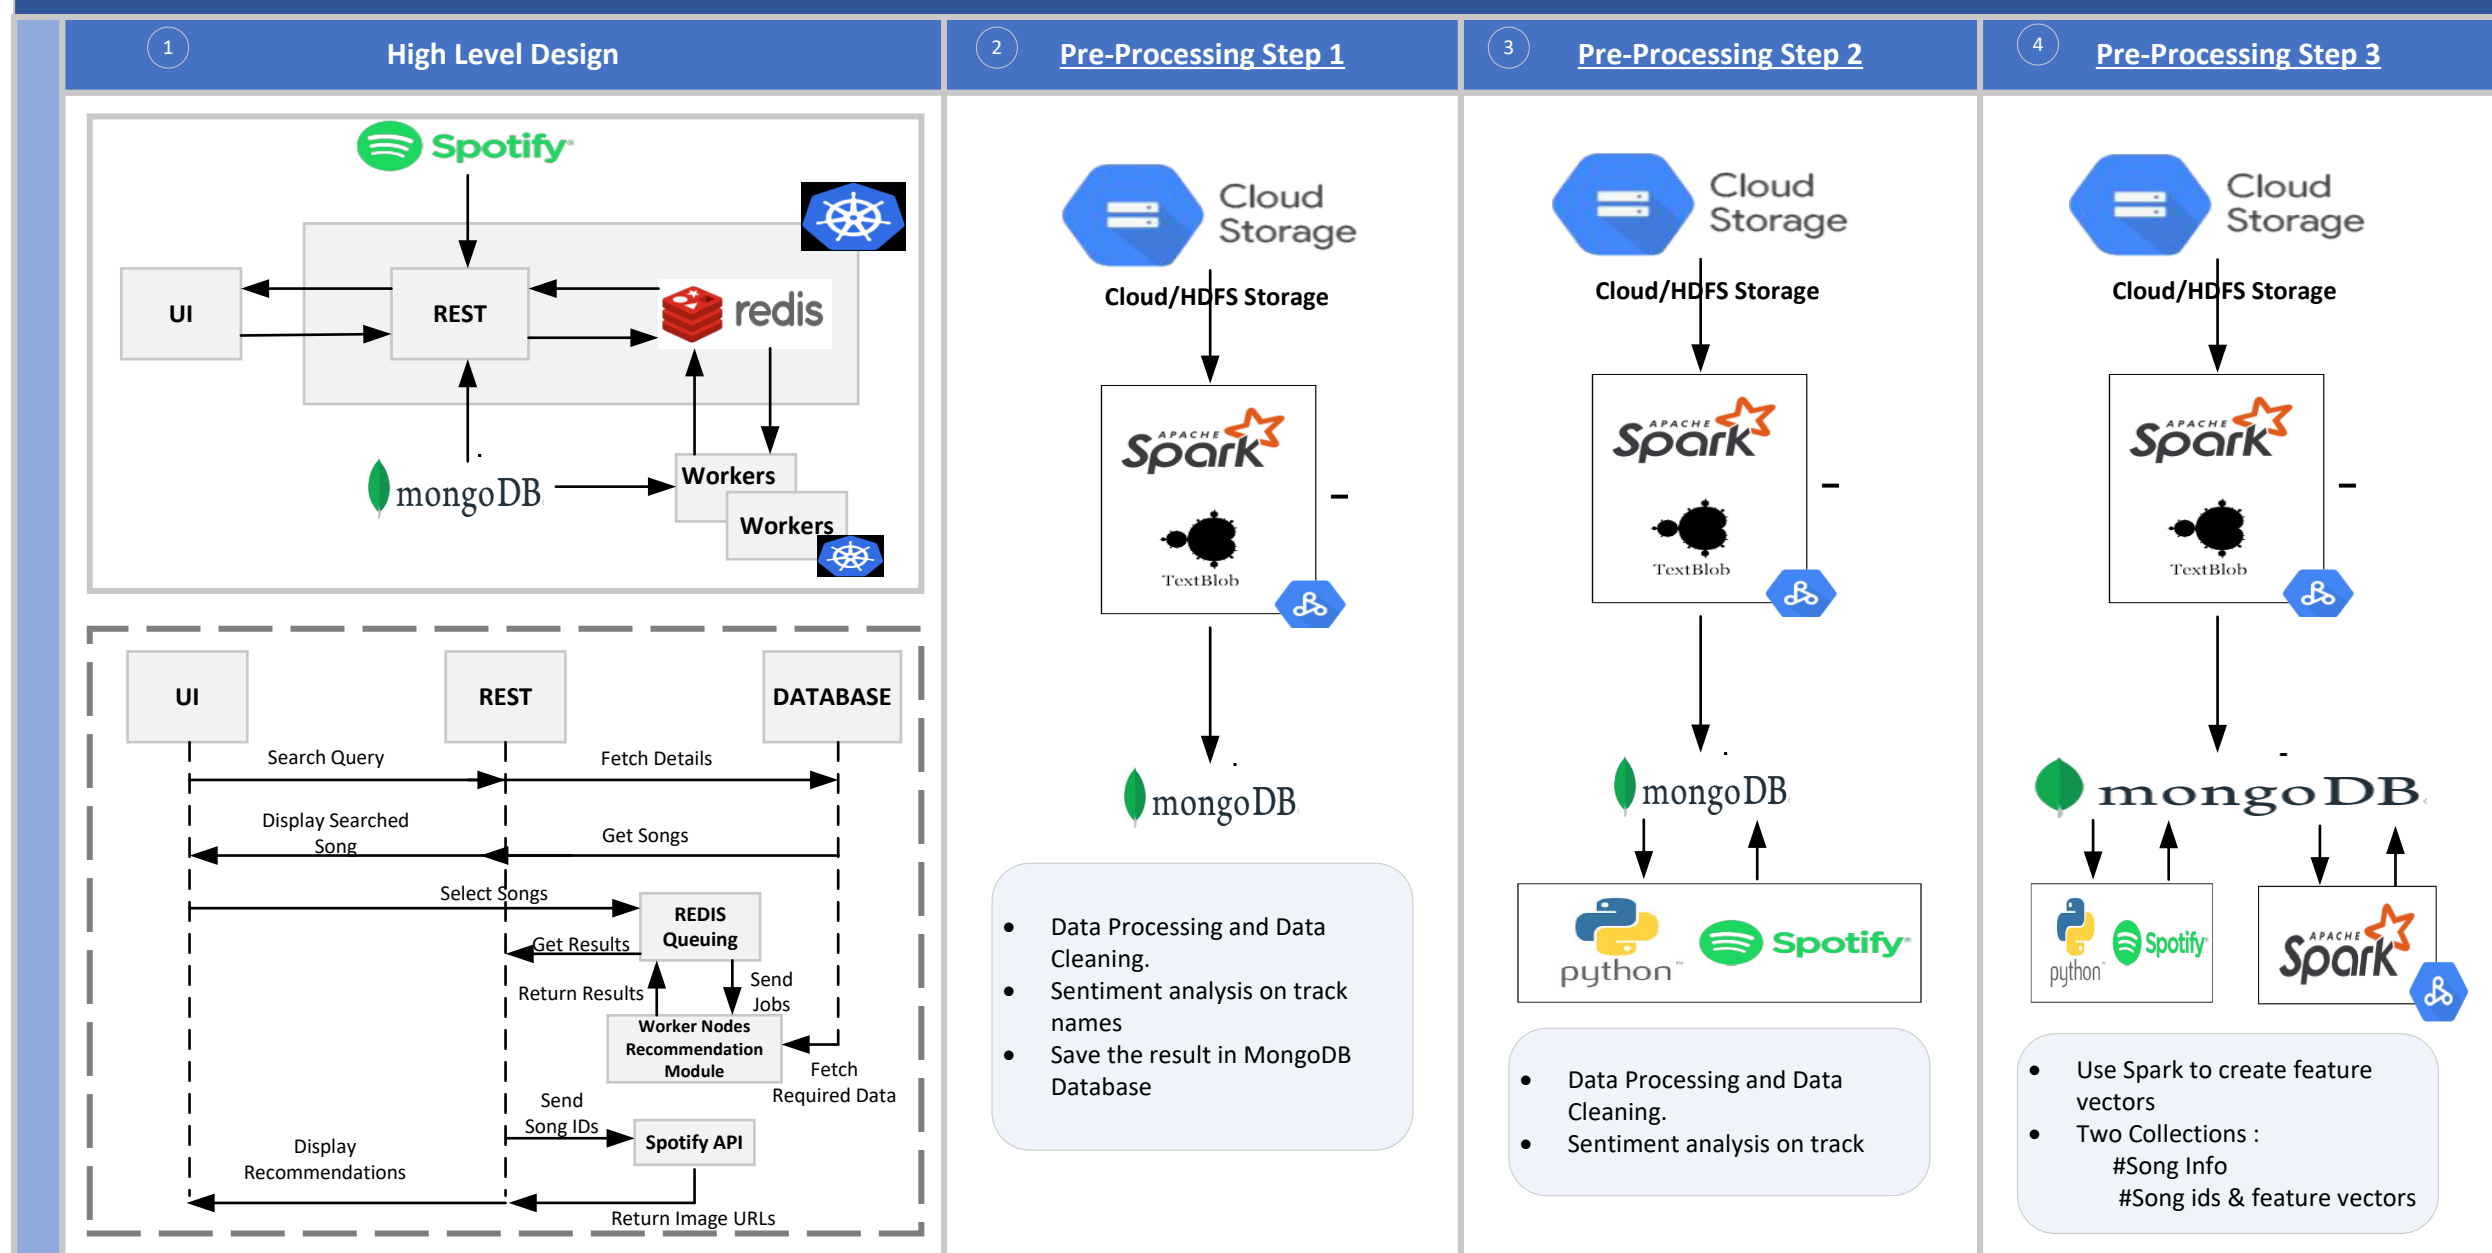 1
High Level Design
2
Pre-Processing Step 1
3
Pre-Processing Step 2
4
Pre-Processing Step 3
Spotify
UI
REST
redis
mongoDB
Workers
Workers
UI
REST
DATABASE
Search Query
Fetch Details
Display Searched
Song
Get Songs
Select Songs
REDIS
Queuing
Get Results
Return Results
Send
Jobs
Worker Nodes
Recommendation
Module
Fetch
Required Data
Send
Song IDs
Spotify API
Display
Recommendations
Return Image URLs
Cloud
Storage
Cloud/HDFS Storage
APACHE
Spark
TextBlob
mongoDB
• Data Processing and Data
Cleaning.
• Sentiment analysis on track
names
• Save the result in MongoDB
Database
Cloud
Storage
Cloud/HDFS Storage
APACHE
Spark
TextBlob
mongoDB
python
Spotify
• Data Processing and Data
Cleaning.
• Sentiment analysis on track
Cloud
Storage
Cloud/HDFS Storage
APACHE
Spark
TextBlob
mongoDB
python
Spotify
APACHE
Spark
• Use Spark to create feature
vectors
• Two Collections :
#Song Info
#Song ids & feature vectors